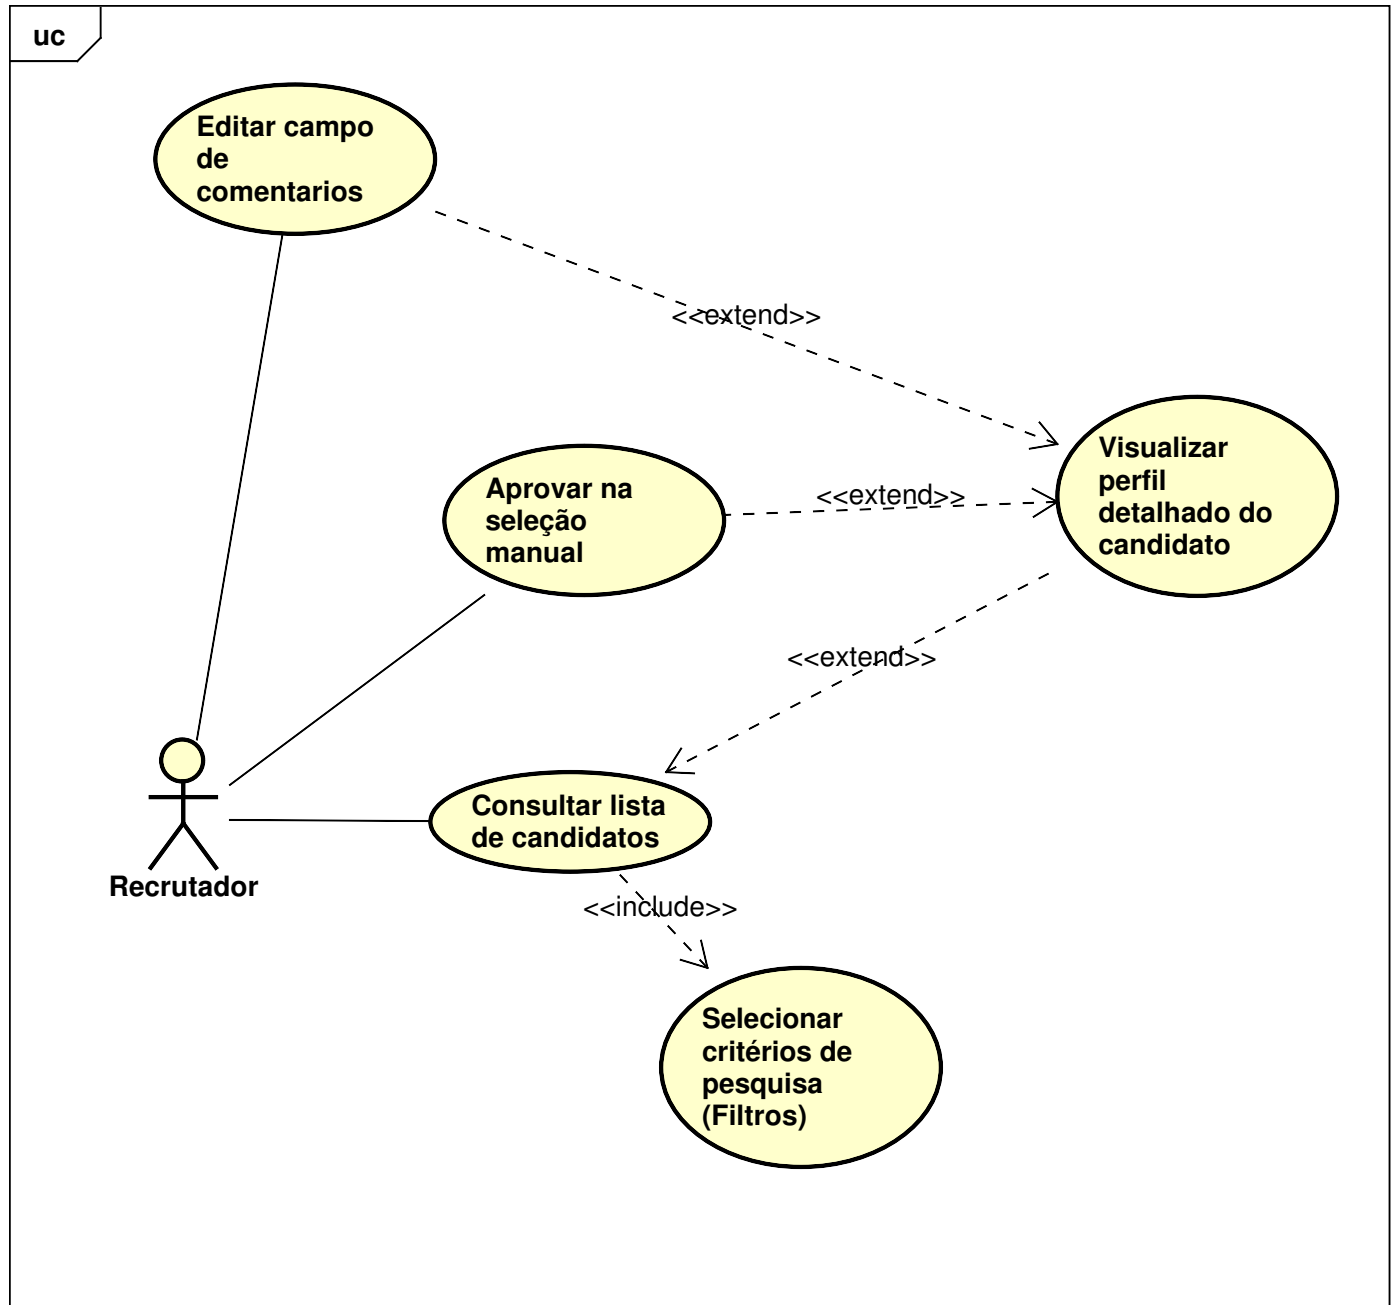 uc
Editar campo
de
comentarios
<<extend>>
Visualizar
perfil
detalhado do
candidato
Aprovar na
seleção
manual
<<extend>>
<<extend>>
Consultar lista
de candidatos
Recrutador
<<include>>
Selecionar
critérios de
pesquisa
(Filtros)